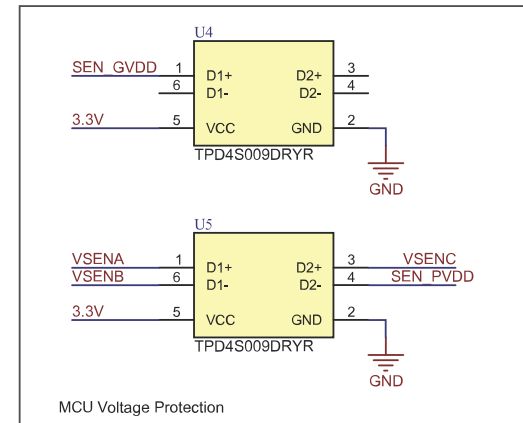 U4
SEN_GVDD 1 D1+ D2+ 3
6 D1- D2- 4
3.3V 5 VCC GND 2
TPD4S009DRYR
GND
U5
VSENA 1 D1+ D2+ 3 VSENC
VSENB 6 D1- D2- 4 SEN_PVDD
3.3V 5 VCC GND 2
TPD4S009DRYR
GND
MCU Voltage Protection